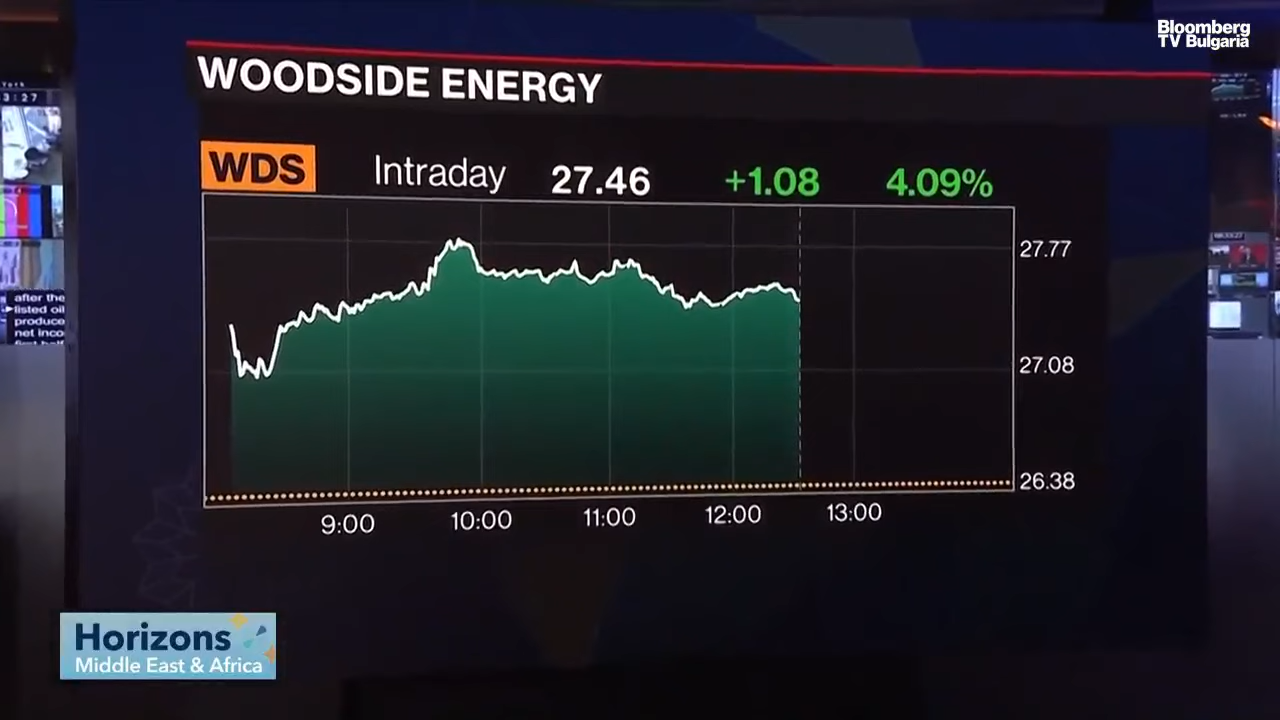 Bloomberg
TV Bulgaria
WOODSIDE ENERGY
WDS Intraday 27.46 +1.08 4.09%
27.77
27.08
26.38
9:00 10:00 11:00 12:00 13:00
after the
listed oil
produce
net inco
Horizons
Middle East & Africa